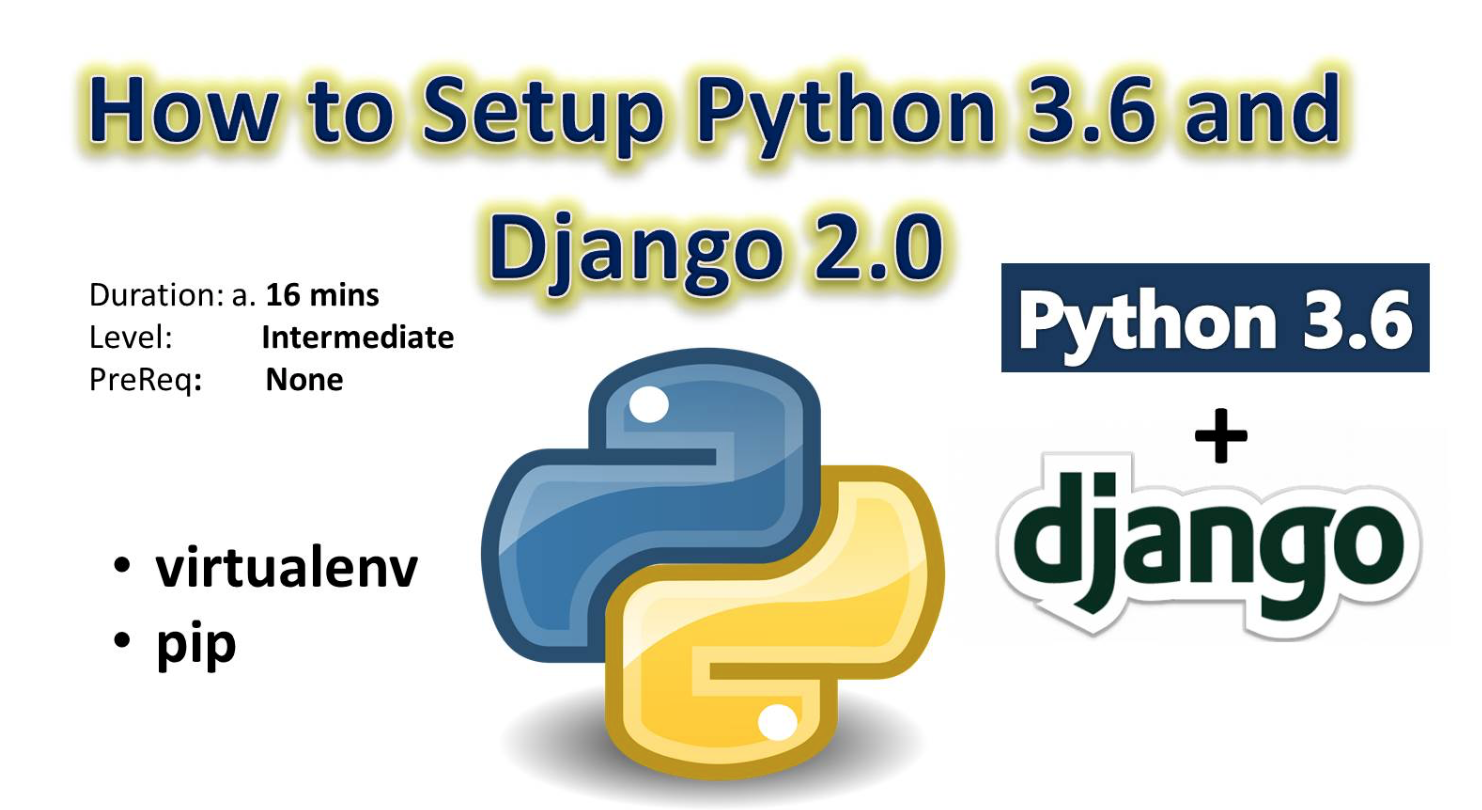 How to Setup Python 3.6 and
Django 2.0
Duration: a. 16 mins
Level: Intermediate
PreReq: None
• virtualenv
• pip
Python 3.6
+
django